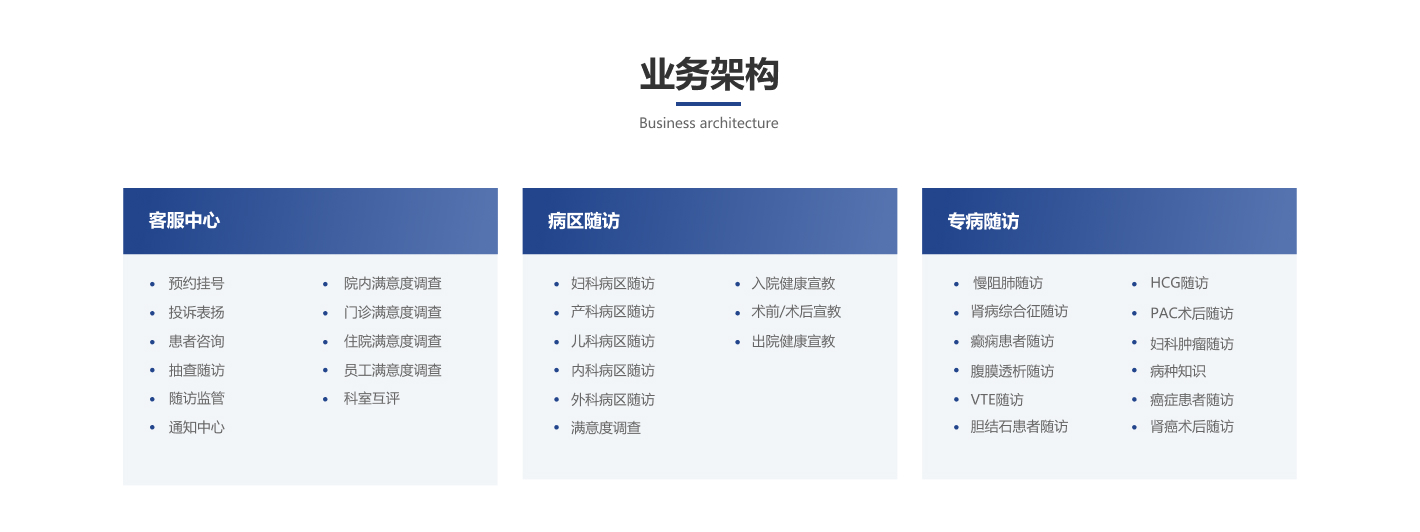 业务架构
Business architecture
客服中心
预约挂号
投诉表扬
患者咨询
抽查随访
随访监管
通知中心
院内满意度调查
门诊满意度调查
住院满意度调查
员工满意度调查
科室互评
病区随访
妇科病区随访
产科病区随访
儿科病区随访
内科病区随访
外科病区随访
满意度调查
入院健康宣教
术前/术后宣教
出院健康宣教
专病随访
慢阻肺随访
肾病综合征随访
癫痫患者随访
腹膜透析随访
VTE随访
胆结石患者随访
HCG随访
PAC术后随访
妇科肿瘤随访
病种知识
癌症患者随访
肾癌术后随访